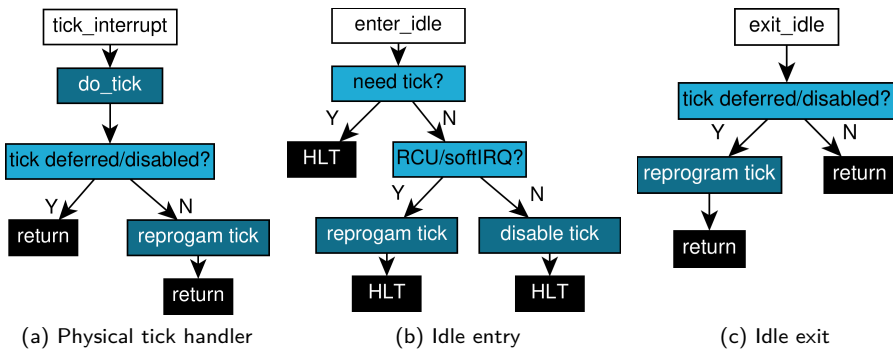 tick_interrupt
do_tick
tick deferred/disabled?
Y
N
return
reprogam tick
return
(a) Physical tick handler
enter_idle
need tick?
Y
N
HLT
RCU/softIRQ?
Y
N
reprogam tick
disable tick
HLT
HLT
(b) Idle entry
exit_idle
tick deferred/disabled?
Y
N
reprogram tick
return
return
(c) Idle exit